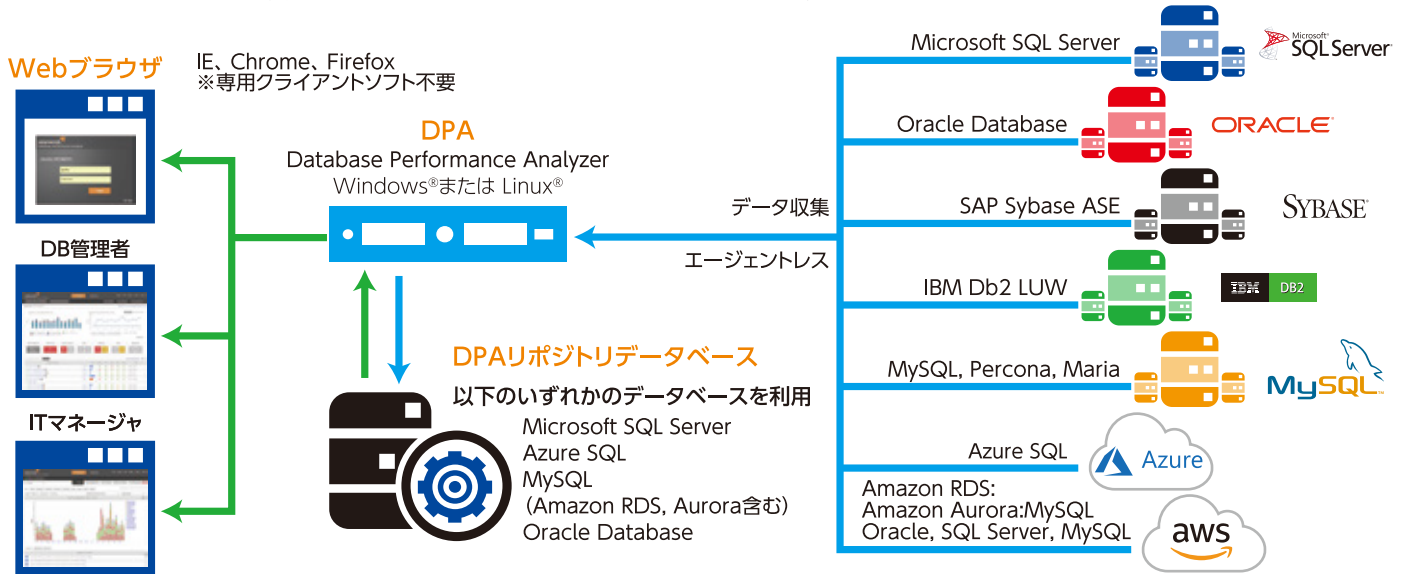 Webブラウザ
IE、Chrome、Firefox
※専用クライアントソフト不要
DB管理者
ITマネージャ
DPA
Database Performance Analyzer
Windows®または Linux®
データ収集
エージェントレス
DPAリポジトリデータベース
以下のいずれかのデータベースを利用
Microsoft SQL Server
Azure SQL
MySQL
（Amazon RDS, Aurora含む）
Oracle Database
Microsoft SQL Server
Microsoft®
SQL Server®
Oracle Database
ORACLE®
SAP Sybase ASE
SYBASE®
IBM Db2 LUW
IBM DB2
MySQL, Percona, Maria
MySQL™
Azure SQL
Azure
Amazon RDS:
Amazon Aurora:MySQL
Oracle, SQL Server, MySQL
aws